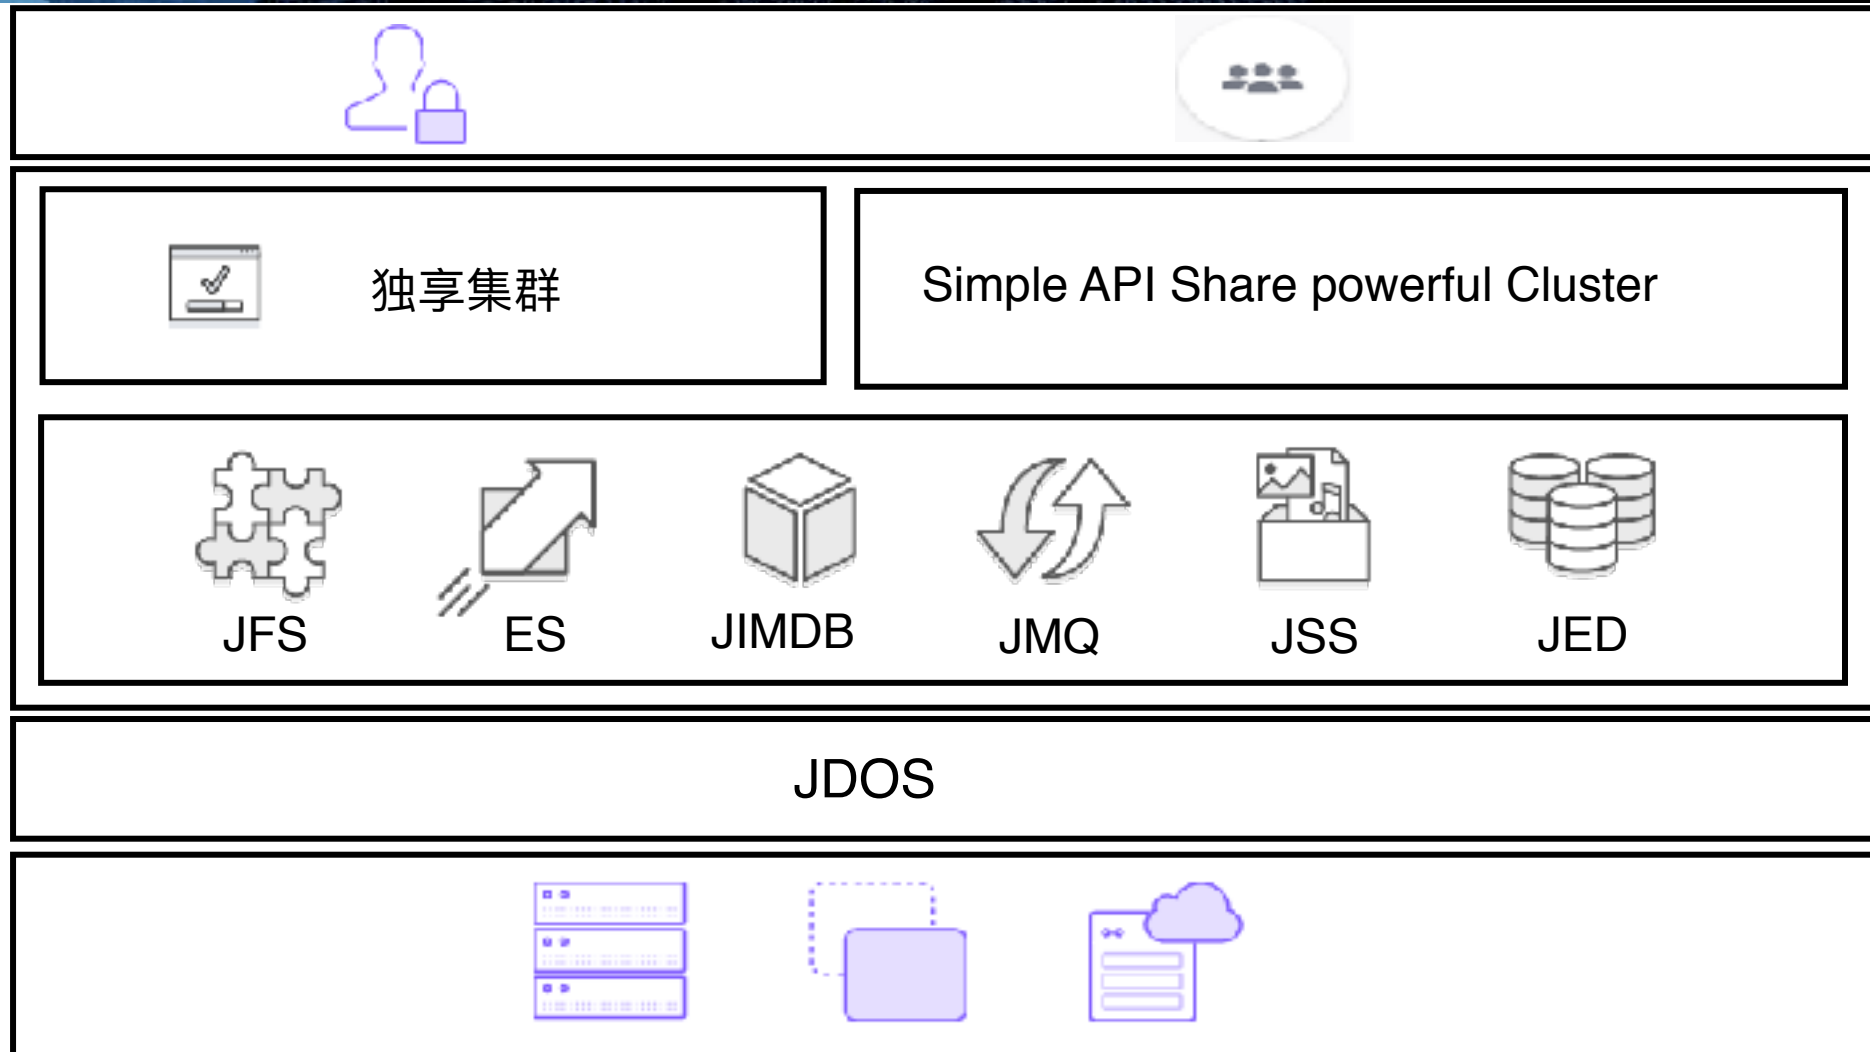 独享集群
Simple API Share powerful Cluster
JFS
ES
JIMDB
JMQ
JSS
JED
JDOS